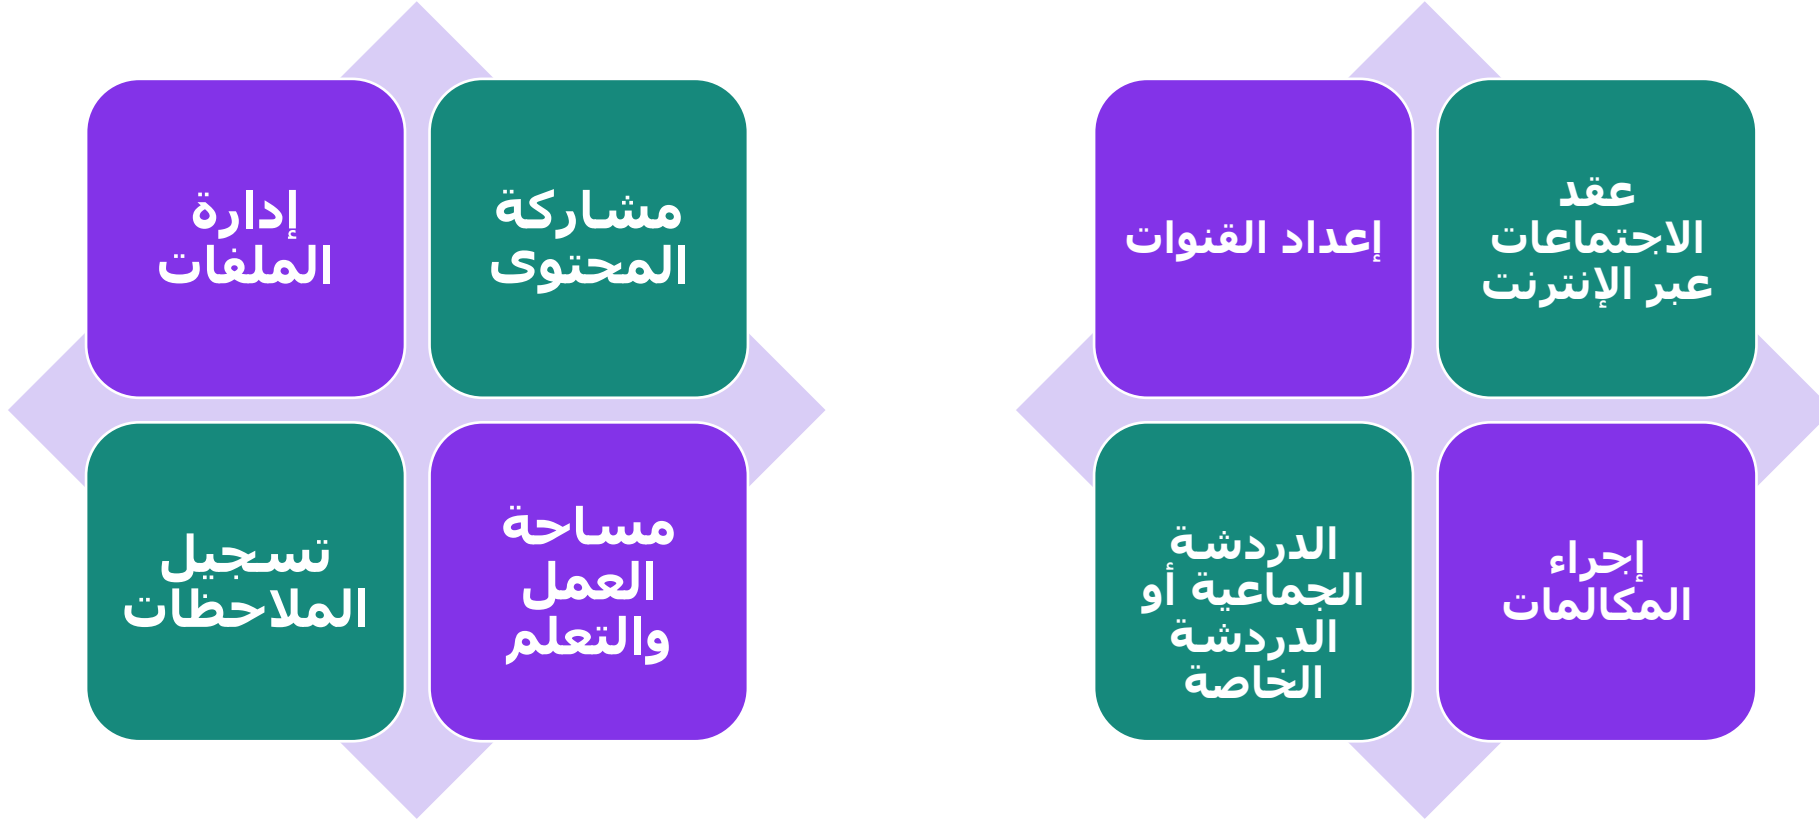 عقد
الاجتماعات
عبر الإنترنت
إعداد القنوات
إجراء
المكالمات
الدردشة
الجماعية أو
الدردشة
الخاصة
مشاركة
المحتوى
إدارة
الملفات
مساحة
العمل
والتعلم
تسجيل
الملاحظات